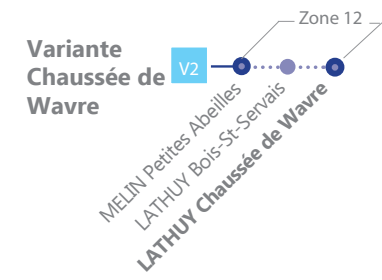 Zone 12
Variante
Chaussée de
Wavre
V2
MELIN Petites Abeilles
LATHUY Bois-St-Servais
LATHUY Chaussée de Wavre